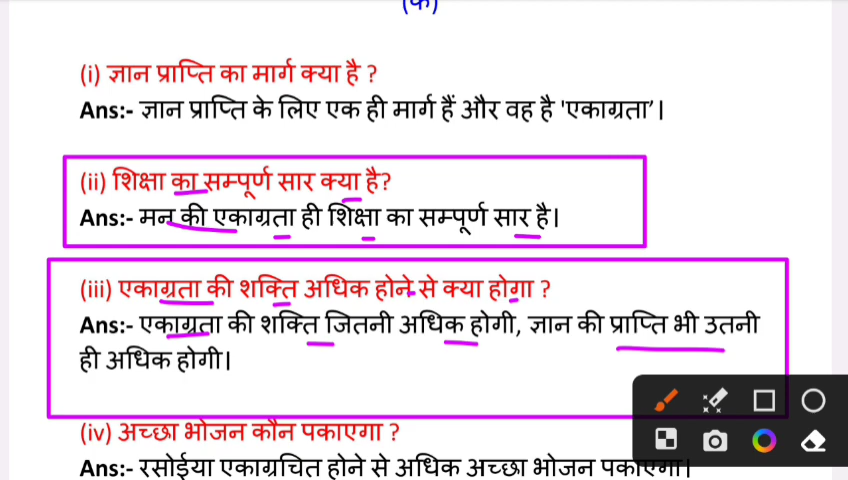 (क)
(i) ज्ञान प्राप्ति का मार्ग क्या है ?
Ans:- ज्ञान प्राप्ति के लिए एक ही मार्ग हैं और वह है 'एकाग्रता’।
(ii) शिक्षा का सम्पूर्ण सार क्या है?
Ans:- मन की एकाग्रता ही शिक्षा का सम्पूर्ण सार है।
(iii) एकाग्रता की शक्ति अधिक होने से क्या होगा ?
Ans:- एकाग्रता की शक्ति जितनी अधिक होगी, ज्ञान की प्राप्ति भी उतनी
ही अधिक होगी।
(iv) अच्छा भोजन कौन पकाएगा ?
Ans:- रसोईया एकाग्रचित होने से अधिक अच्छा भोजन पकाएगा।